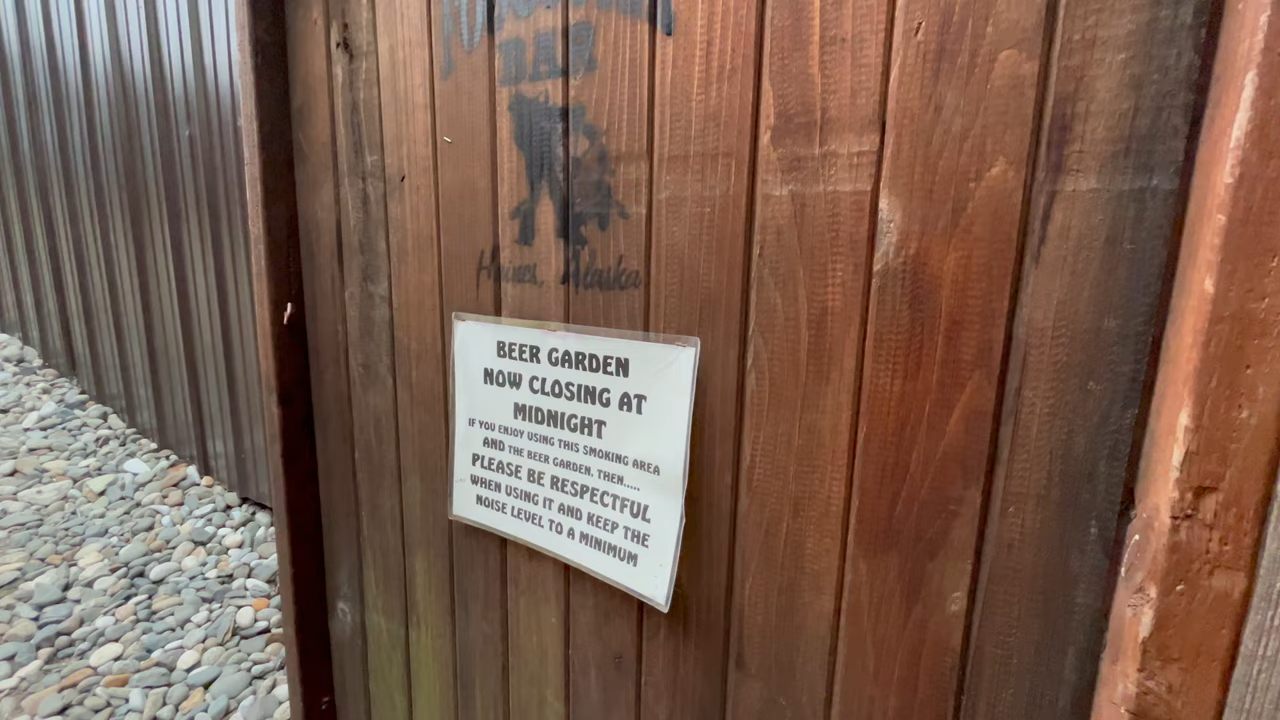 BAR
Haines, Alaska
BEER GARDEN
NOW CLOSING AT
MIDNIGHT
IF YOU ENJOY USING THIS SMOKING AREA
AND THE BEER GARDEN, THEN.....
PLEASE BE RESPECTFUL
WHEN USING IT AND KEEP THE
NOISE LEVEL TO A MINIMUM